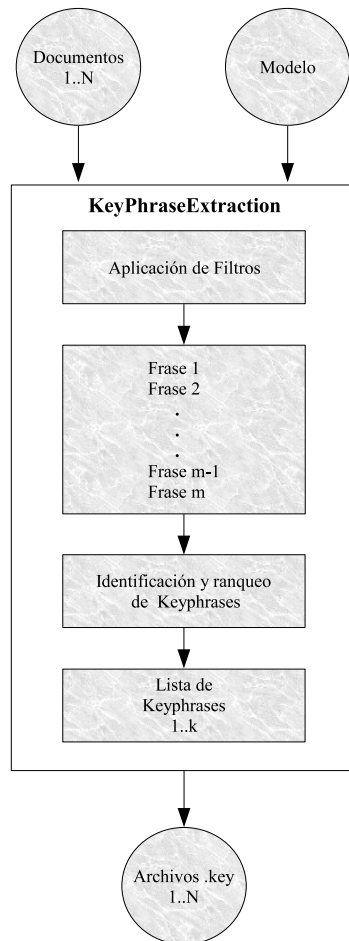 Documentos
1..N
Modelo
KeyPhraseExtraction
Aplicación de Filtros
Frase 1
Frase 2
.
.
.
Frase m-1
Frase m
Identificación y ranqueo
de Keyphrases
Lista de
Keyphrases
1..k
Archivos .key
1..N